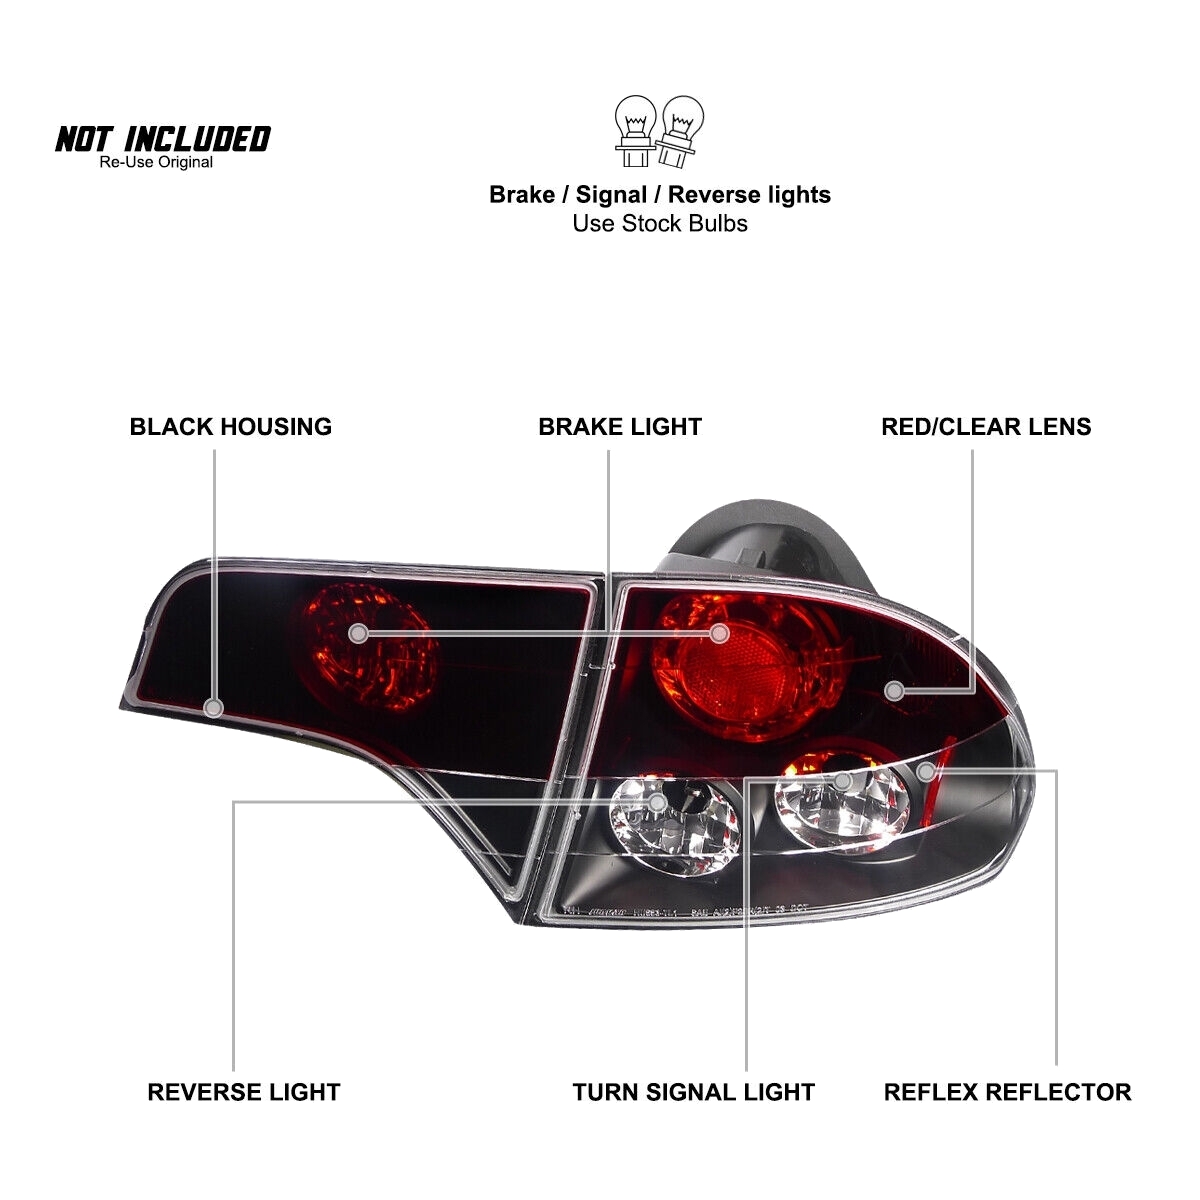 NOT INCLUDED
Re-Use Original
Brake / Signal / Reverse lights
Use Stock Bulbs
BLACK HOUSING
BRAKE LIGHT
RED/CLEAR LENS
REVERSE LIGHT
TURN SIGNAL LIGHT
REFLEX REFLECTOR